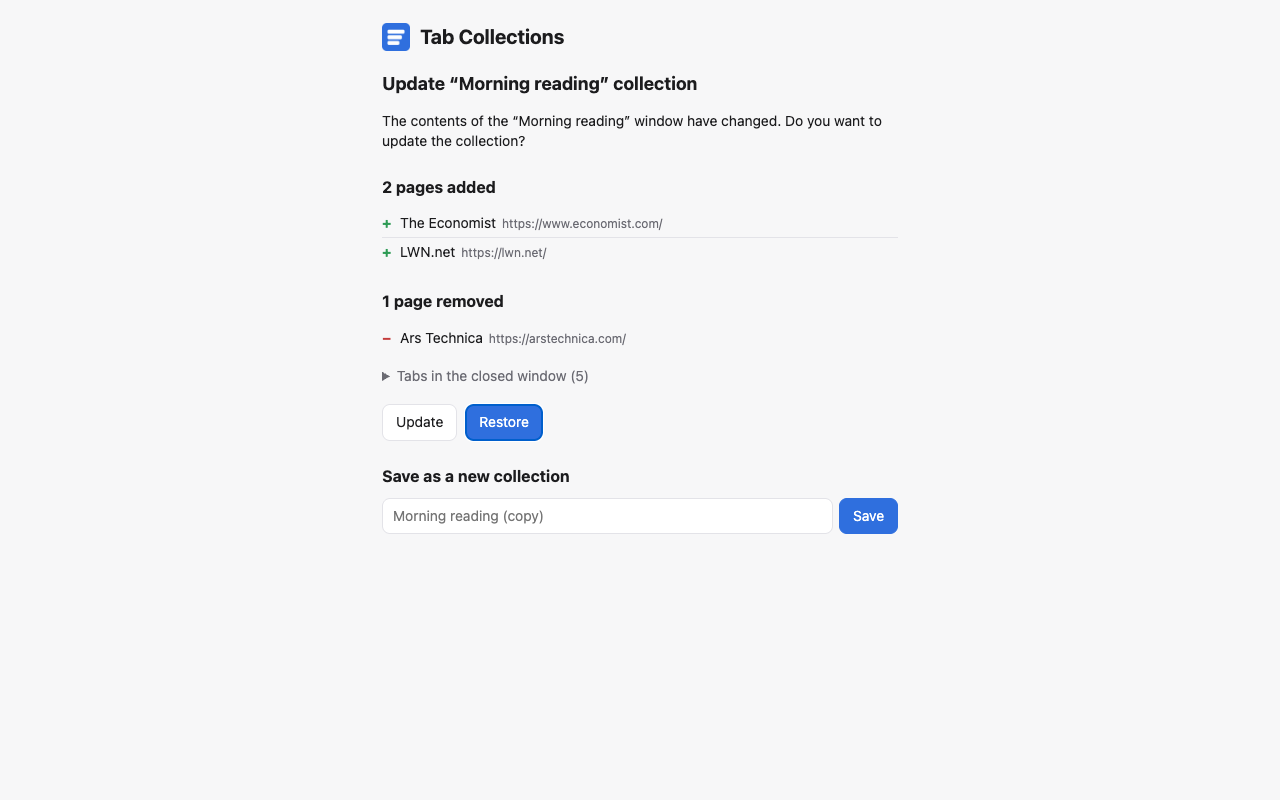 Tab Collections
Update “Morning reading” collection
The contents of the “Morning reading” window have changed. Do you want to
update the collection?
2 pages added
+ The Economist https://www.economist.com/
+ LWN.net https://lwn.net/
1 page removed
− Ars Technica https://arstechnica.com/
▶ Tabs in the closed window (5)
Update Restore
Save as a new collection
Morning reading (copy) Save